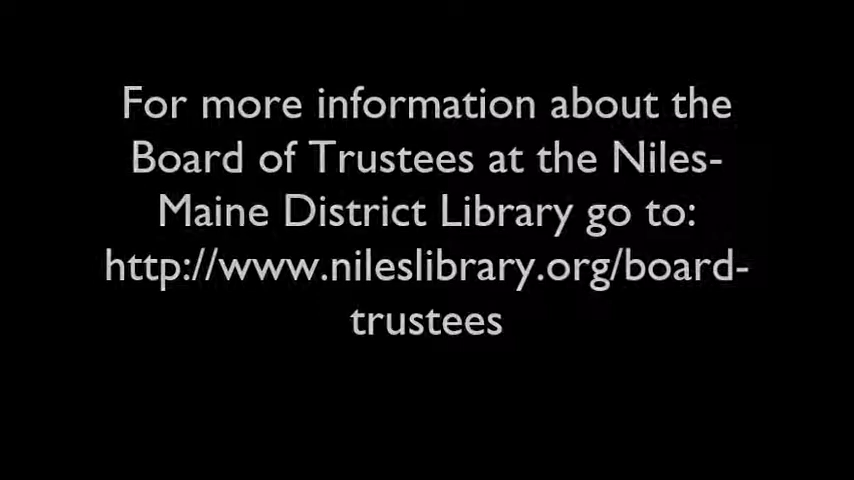 For more information about the
Board of Trustees at the Niles-
Maine District Library go to:
http://www.nileslibrary.org/board-
trustees